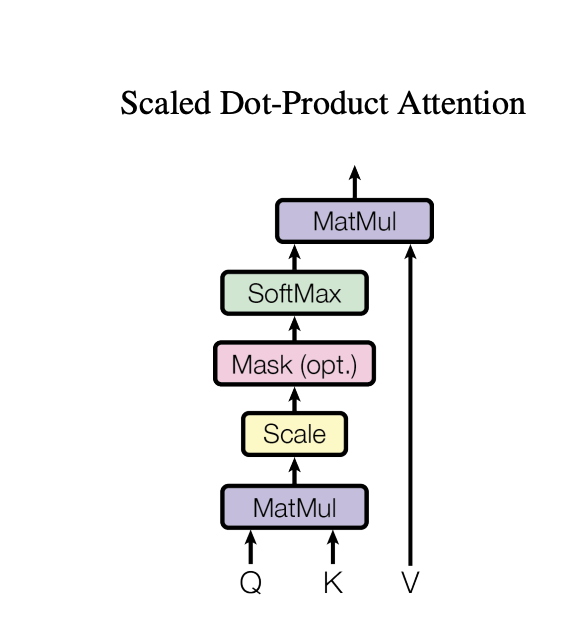 Scaled Dot-Product Attention
MatMul
SoftMax
Mask (opt.)
Scale
MatMul
Q K V